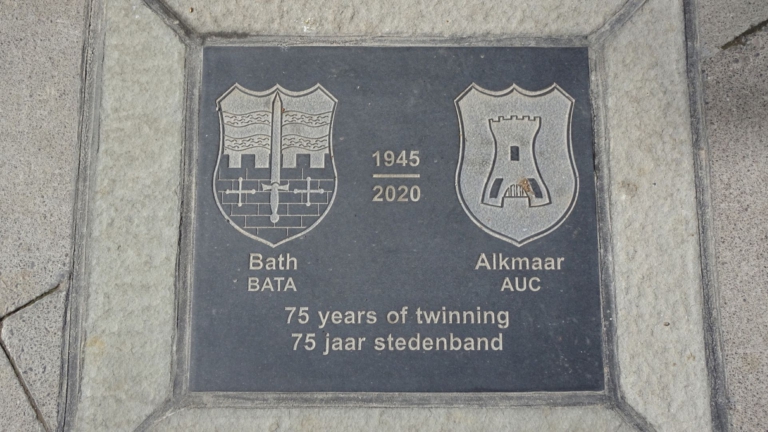 1945
2020
Bath
BATA
Alkmaar
AUC
75 years of twinning
75 jaar stedenband